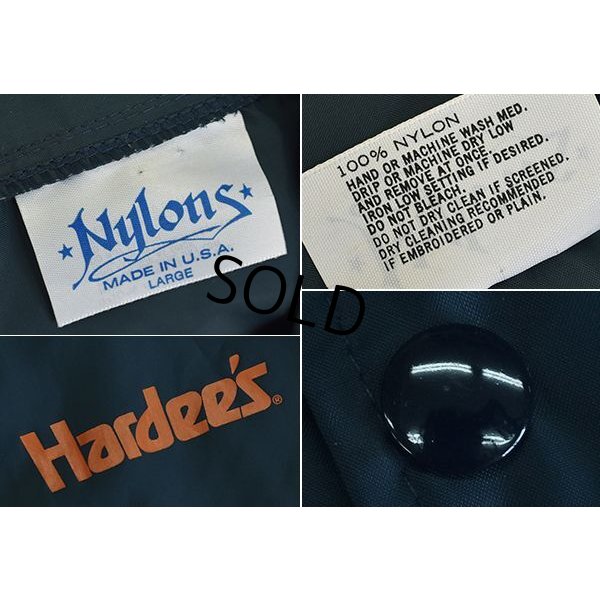 Nylons
MADE IN U.S.A.
LARGE
100% NYLON
HAND OR MACHINE WASH MED.
DRIP OR MACHINE DRY LOW
AND REMOVE AT ONCE.
IRON LOW SETTING IF DESIRED.
DO NOT BLEACH.
DO NOT DRY CLEAN IF SCREENED.
DRY CLEANING RECOMMENDED
IF EMBROIDERED OR PLAIN.
SOLD
Hardee's®